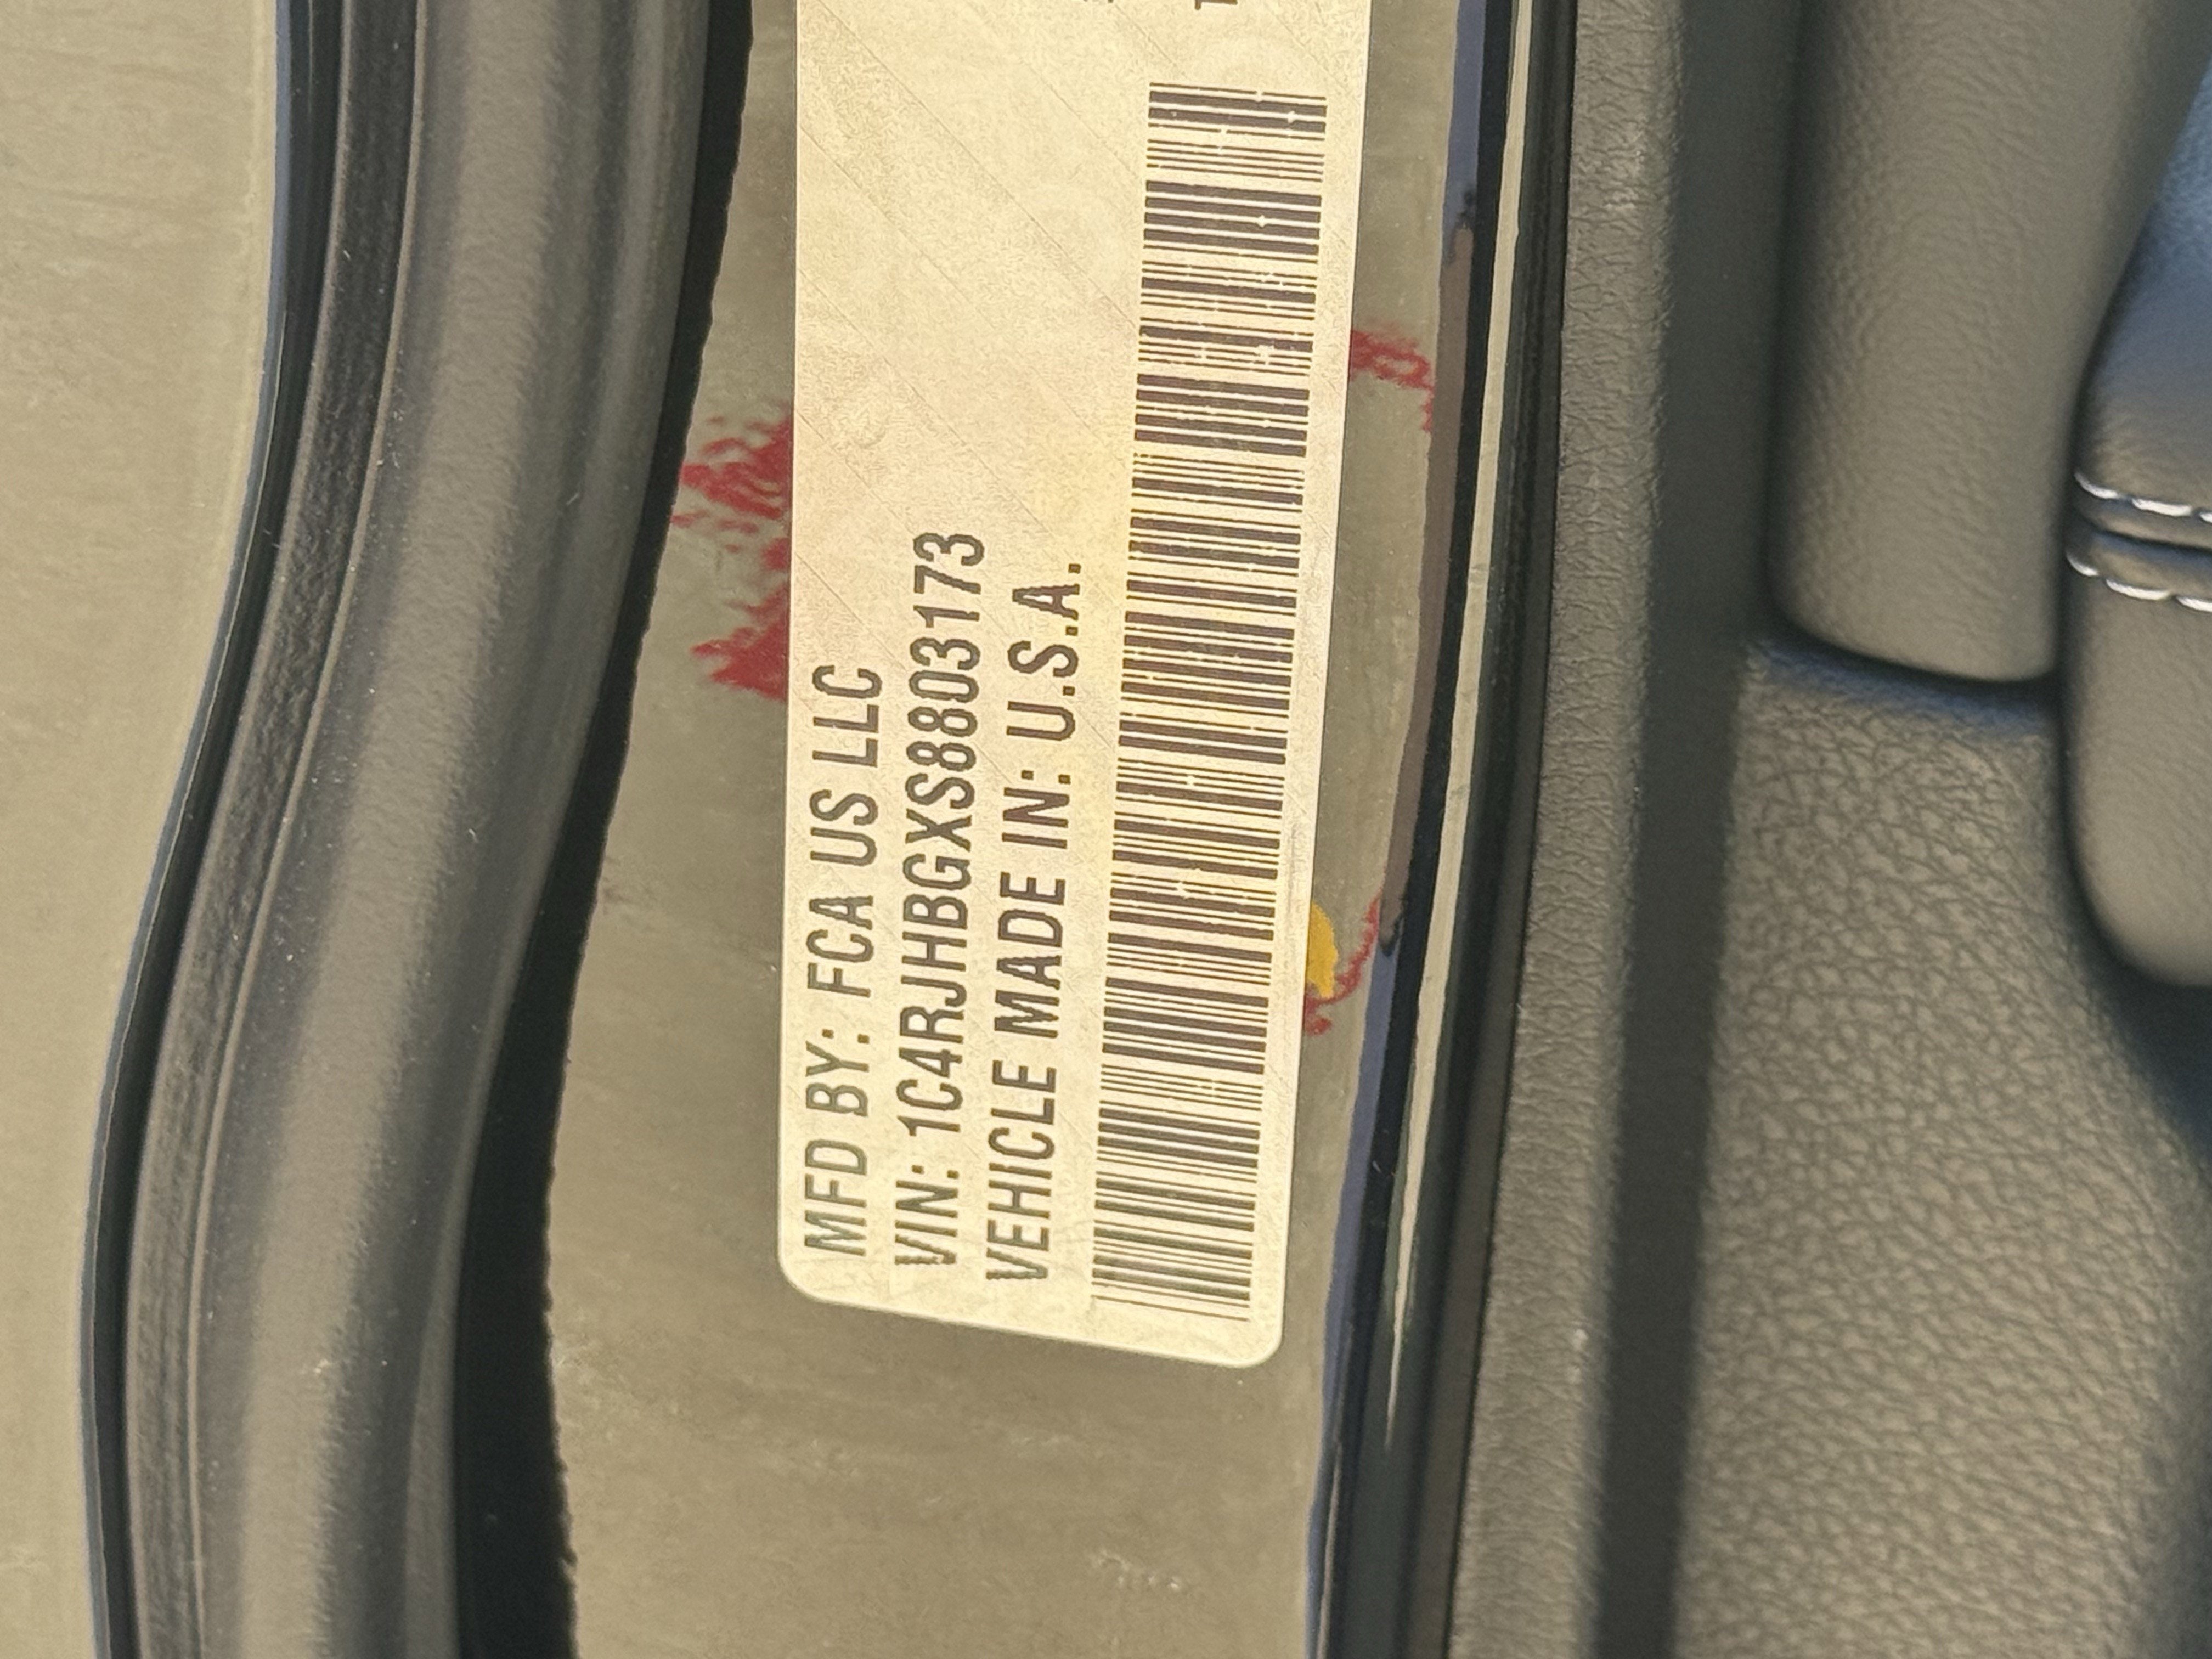 MFD BY: FCA US LLC
VIN: 1C4RJHBGXS8803173
VEHICLE MADE IN: U.S.A.